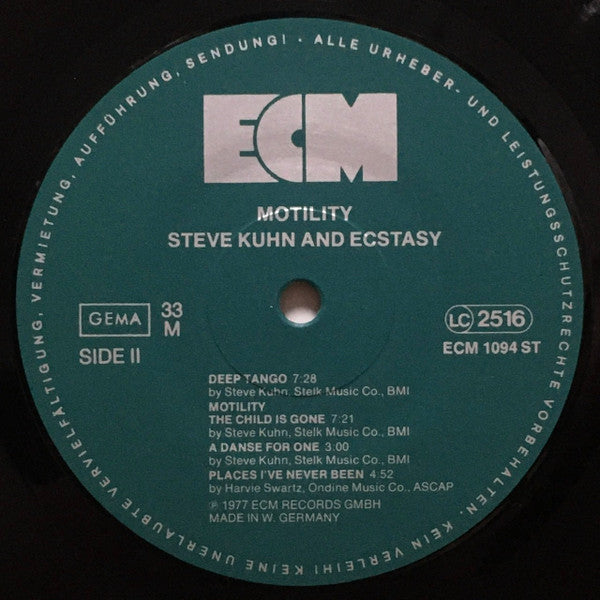 ALLE URHEBER- UND LEISTUNGSSCHUTZRECHTE VORBEHALTEN. KEIN VERLEIH! KEINE UNERLAUBTE VERVIELFÄLTIGUNG, VERMIETUNG, AUFFÜHRUNG, SENDUNG! ·
ECM
MOTILITY
STEVE KUHN AND ECSTASY
GEMA 33 M
LC 2516
SIDE II
ECM 1094 ST
DEEP TANGO 7:28
by Steve Kuhn, Stelk Music Co., BMI
MOTILITY
THE CHILD IS GONE 7:21
by Steve Kuhn, Stelk Music Co., BMI
A DANSE FOR ONE 3:00
by Steve Kuhn, Stelk Music Co., BMI
PLACES I'VE NEVER BEEN 4:52
by Harvie Swartz, Ondine Music Co., ASCAP
℗ 1977 ECM RECORDS GMBH
MADE IN W. GERMANY